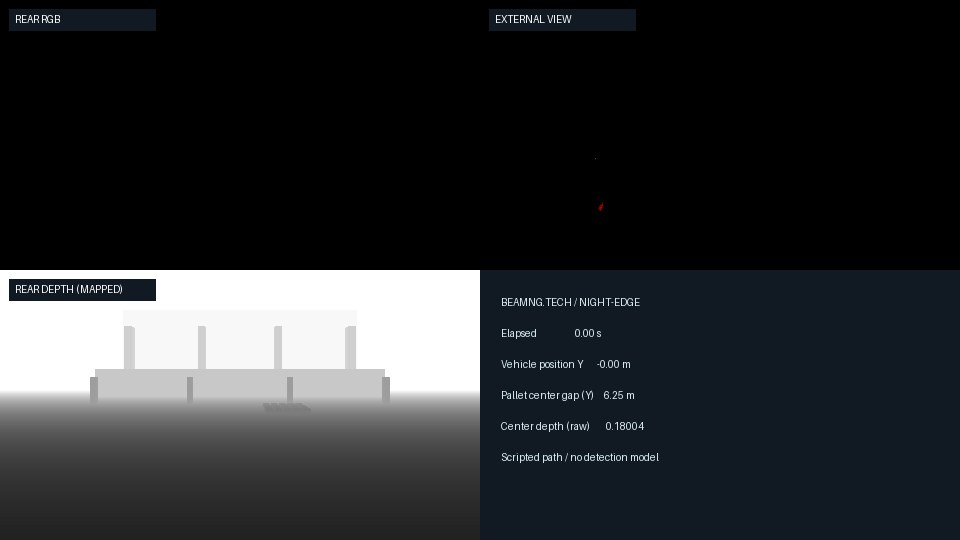 REAR RGB
EXTERNAL VIEW
REAR DEPTH (MAPPED)
BEAMNG.TECH / NIGHT-EDGE
Elapsed 0.00 s
Vehicle position Y -0.00 m
Pallet center gap (Y) 6.25 m
Center depth (raw) 0.18004
Scripted path / no detection model